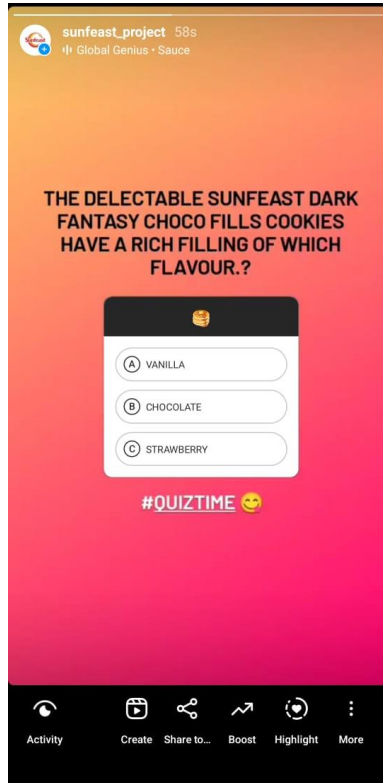 Sunfeast
sunfeast_project 58s
Global Genius • Sauce
THE DELECTABLE SUNFEAST DARK
FANTASY CHOCO FILLS COOKIES
HAVE A RICH FILLING OF WHICH
FLAVOUR.?
A VANILLA
B CHOCOLATE
C STRAWBERRY
#QUIZTIME
Activity Create Share to... Boost Highlight More